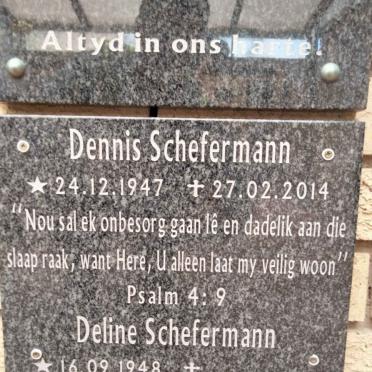 Altyd in ons harte!
Dennis Schefermann
★ 24.12.1947 ✝ 27.02.2014
"Nou sal ek onbesorg gaan lê en dadelik aan die
slaap raak, want Here, U alleen laat my veilig woon"
Psalm 4: 9
Deline Schefermann
★ 16.09.1948 ✝